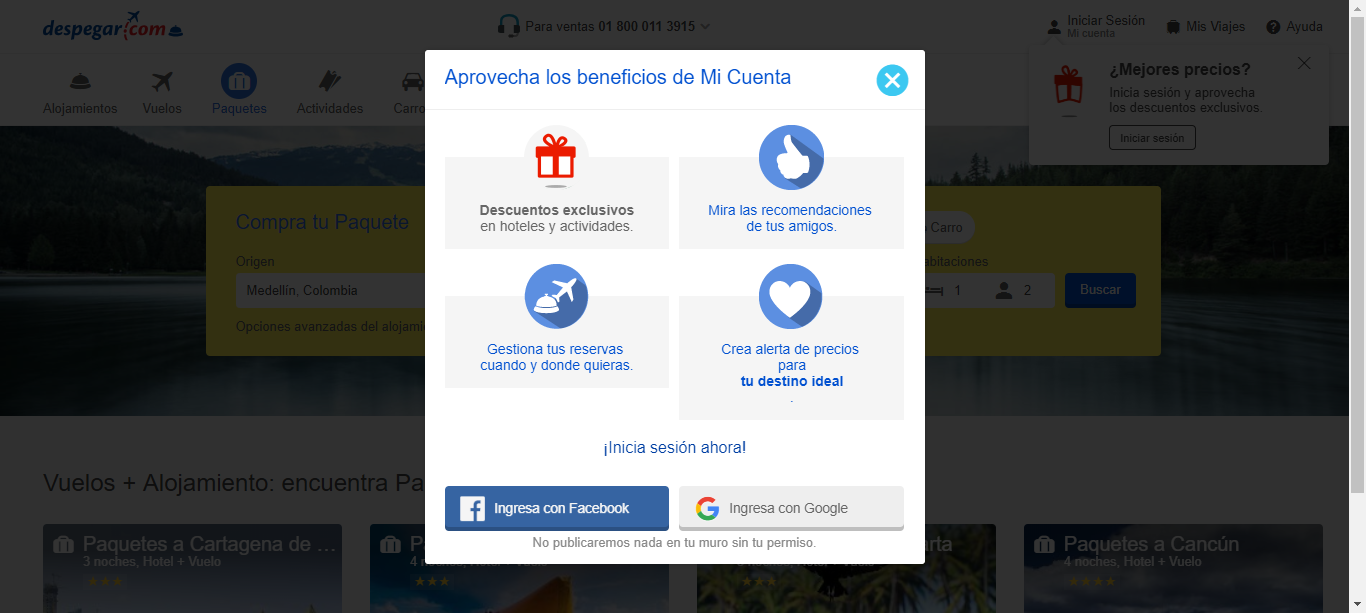 despegar.com
Para ventas 01 800 011 3915
Iniciar Sesión
Mi cuenta
Mis Viajes
Ayuda
Alojamientos
Vuelos
Paquetes
Actividades
Carro
¿Mejores precios?
Inicia sesión y aprovecha
los descuentos exclusivos.
Iniciar sesión
Aprovecha los beneficios de Mi Cuenta
Descuentos exclusivos
en hoteles y actividades.
Mira las recomendaciones
de tus amigos.
Gestiona tus reservas
cuando y donde quieras.
Crea alerta de precios
para
tu destino ideal
.
¡Inicia sesión ahora!
Ingresa con Facebook
Ingresa con Google
No publicaremos nada en tu muro sin tu permiso.
Compra tu Paquete
Carro
Origen
abitaciones
Medellín, Colombia
1
2
Buscar
Opciones avanzadas del alojami
Vuelos + Alojamiento: encuentra Pa
Paquetes a Cartagena de ...
3 noches, Hotel + Vuelo
P
4 no
arta
noches, Hotel + Vuelo
Paquetes a Cancún
4 noches, Hotel + Vuelo